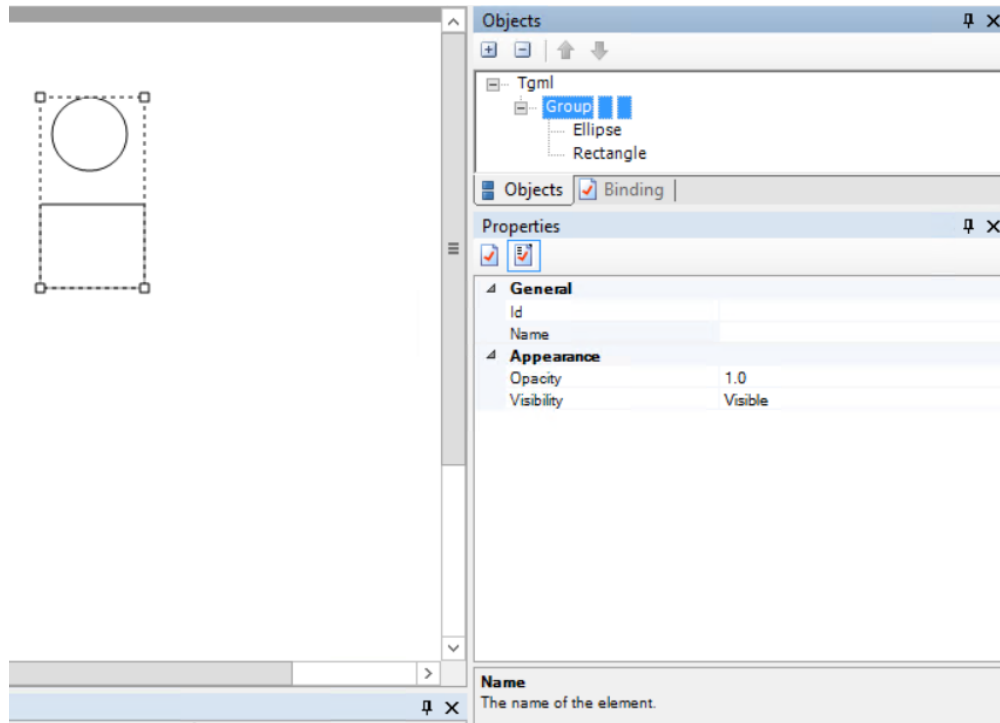 Objects
Tgml
Group
Ellipse
Rectangle
Objects Binding
Properties
General
Id
Name
Appearance
Opacity 1.0
Visibility Visible
Name
The name of the element.